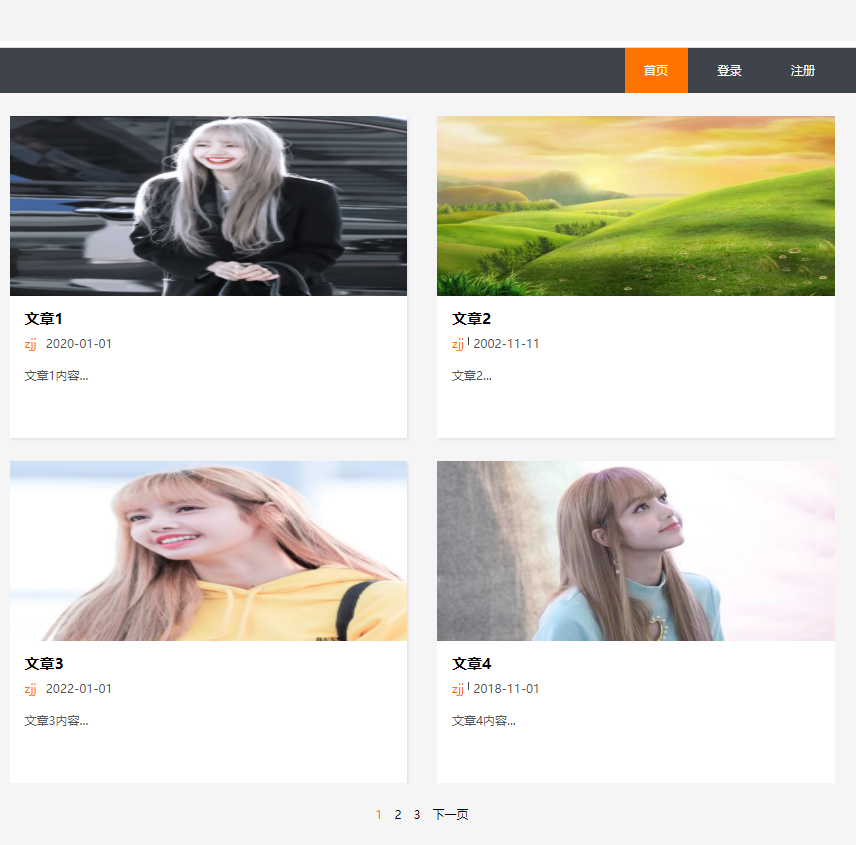 首页 登录 注册
文章1
zjj 2020-01-01
文章1内容...
文章2
zjj | 2002-11-11
文章2...
文章3
zjj 2022-01-01
文章3内容...
文章4
zjj | 2018-11-01
文章4内容...
1 2 3 下一页